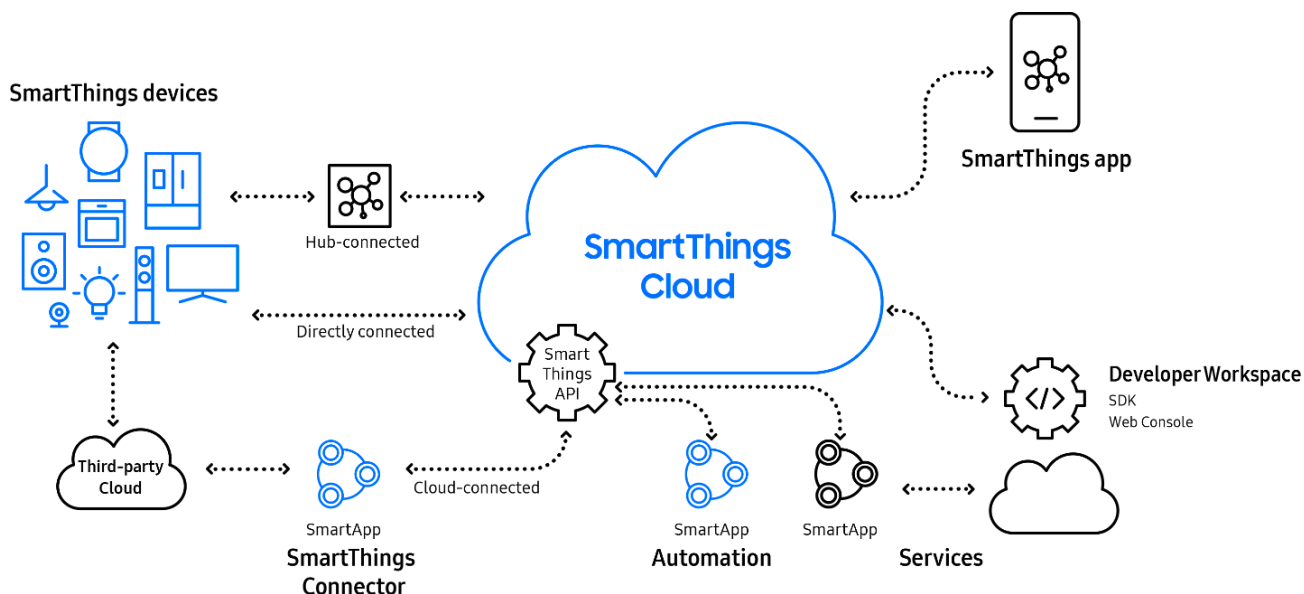 SmartThings devices
SmartThings app
Hub-connected
SmartThings
Cloud
Directly connected
Smart
Things
API
Developer Workspace
SDK
Web Console
Third-party
Cloud
Cloud-connected
SmartApp
SmartThings
Connector
SmartApp
Automation
SmartApp
Services